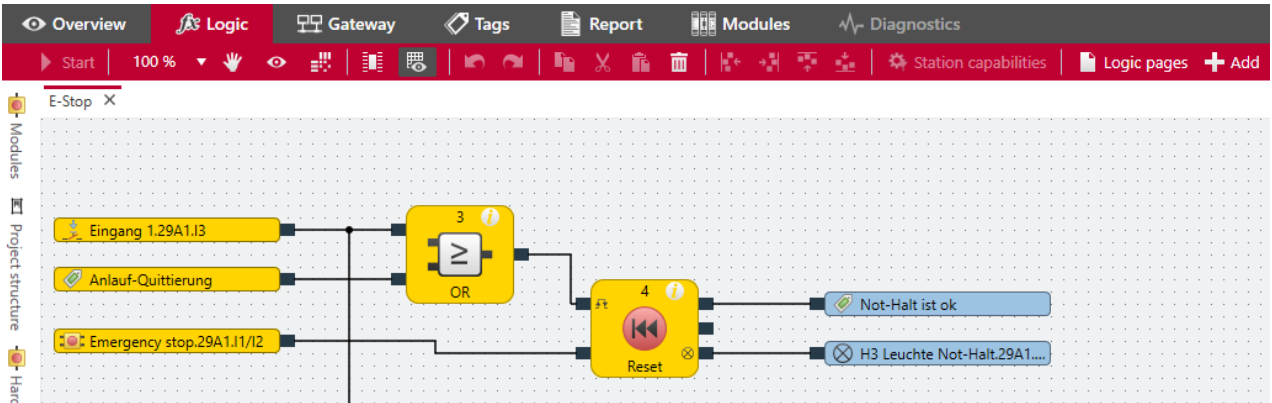 Overview Logic Gateway Tags Report Modules Diagnostics
Start 100 % Station capabilities Logic pages Add
E-Stop
Modules
Project structure
3
Eingang 1.29A1.I3
Anlauf-Quittierung
OR
4
Not-Halt ist ok
Emergency stop.29A1.I1/I2
H3 Leuchte Not-Halt.29A1....
Reset